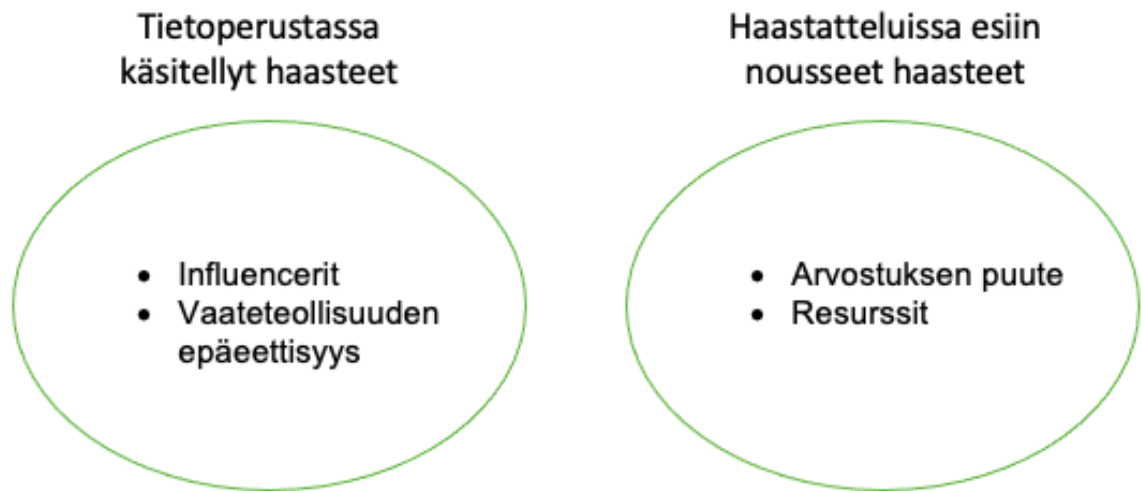 Tietoperustassa
käsitellyt haasteet
• Influencerit
• Vaateteollisuuden
epäeettisyys
Haastatteluissa esiin
nousseet haasteet
• Arvostuksen puute
• Resurssit